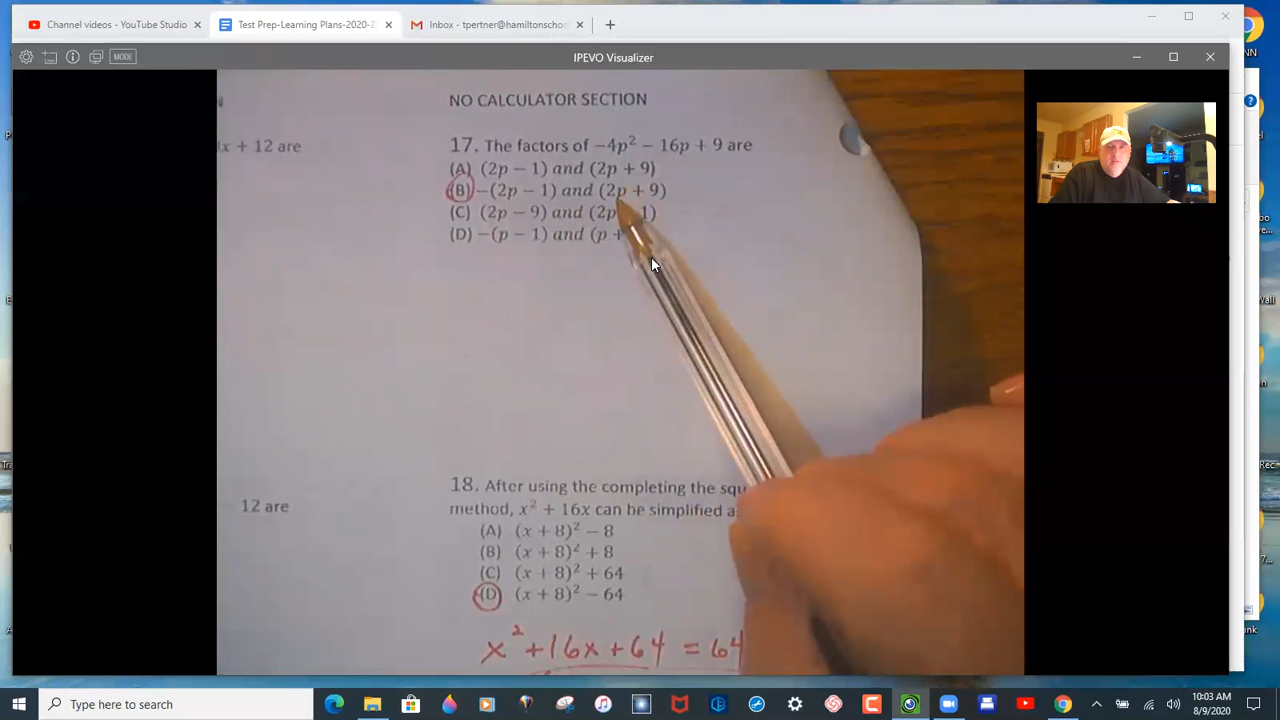 Channel videos - YouTube Studio
Test Prep-Learning Plans-2020-2
Inbox - tpertner@hamiltonschoo
MODE
IPEVO Visualizer
NN
NO CALCULATOR SECTION
x + 12 are
17. The factors of −4p² − 16p + 9 are
(A) (2p − 1) and (2p + 9)
(B) −(2p − 1) and (2p + 9)
(C) (2p − 9) and (2p 1)
(D) −(p − 1) and (p +
18. After using the completing the squ
12 are
method, x² + 16x can be simplified a
(A) (x + 8)² − 8
(B) (x + 8)² + 8
(C) (x + 8)² + 64
(D) (x + 8)² − 64
x² + 16x + 64 = 64
Type here to search
10:03 AM
8/9/2020